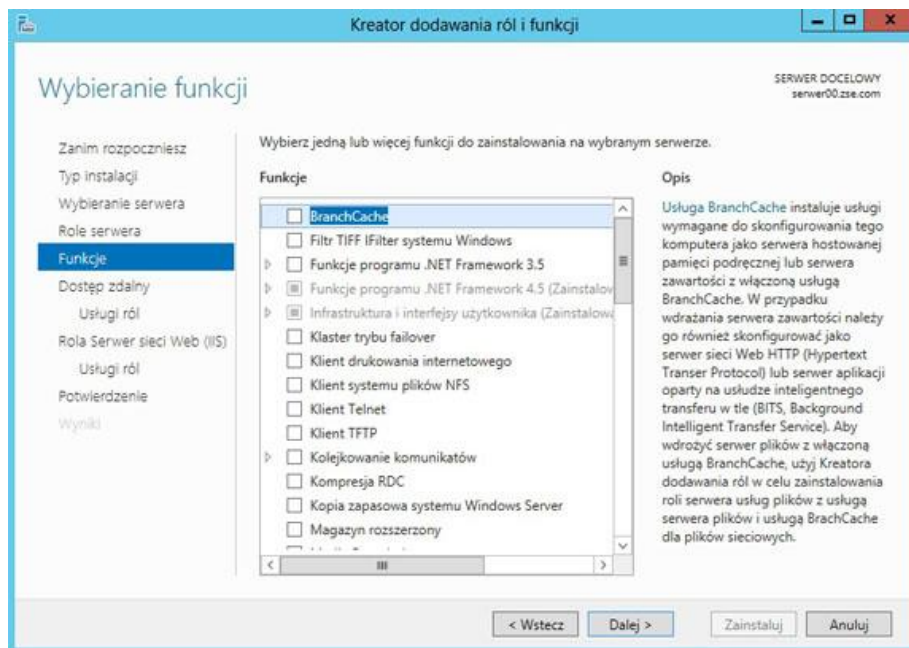 Kreator dodawania ról i funkcji
Wybieranie funkcji
SERWER DOCELOWY
serwer00.zse.com
Zanim rozpoczniesz
Typ instalacji
Wybieranie serwera
Role serwera
Funkcje
Dostęp zdalny
Usługi ról
Rola Serwer sieci Web (IIS)
Usługi ról
Potwierdzenie
Wyniki
Wybierz jedną lub więcej funkcji do zainstalowania na wybranym serwerze.
Funkcje
BranchCache
Filtr TIFF IFilter systemu Windows
Funkcje programu .NET Framework 3.5
Funkcje programu .NET Framework 4.5 (Zainstalov
Infrastruktura i interfejsy użytkownika (Zainstalowa
Klaster trybu failover
Klient drukowania internetowego
Klient systemu plików NFS
Klient Telnet
Klient TFTP
Kolejkowanie komunikatów
Kompresja RDC
Kopia zapasowa systemu Windows Server
Magazyn rozszerzony
Opis
Usługa BranchCache instaluje usługi
wymagane do skonfigurowania tego
komputera jako serwera hostowanej
pamięci podręcznej lub serwera
zawartości z włączoną usługą
BranchCache. W przypadku
wdrażania serwera zawartości należy
go również skonfigurować jako
serwer sieci Web HTTP (Hypertext
Transer Protocol) lub serwer aplikacji
oparty na usłudze inteligentnego
transferu w tle (BITS, Background
Intelligent Transfer Service). Aby
wdrożyć serwer plików z włączoną
usługą BranchCache, użyj Kreatora
dodawania ról w celu zainstalowania
roli serwera usług plików z usługą
serwera plików i usługą BrachCache
dla plików sieciowych.
< Wstecz
Dalej >
Zainstaluj
Anuluj